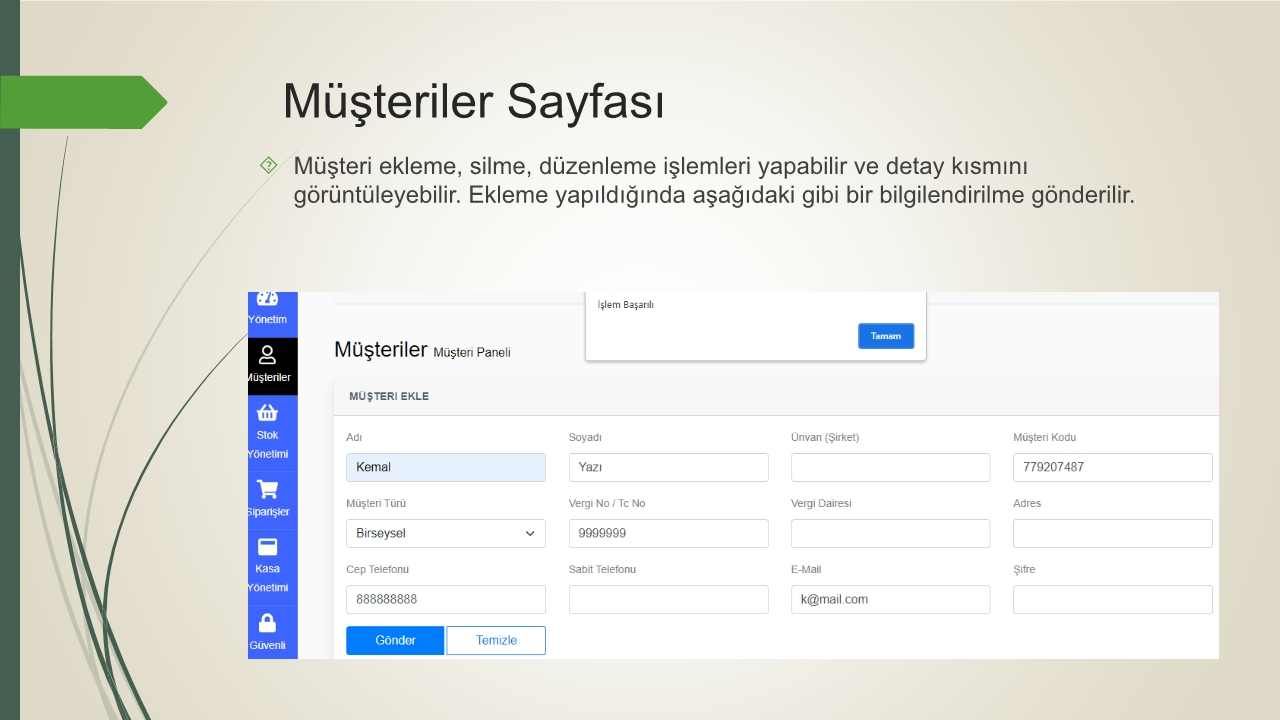 Müşteriler Sayfası
Müşteri ekleme, silme, düzenleme işlemleri yapabilir ve detay kısmını
görüntüleyebilir. Ekleme yapıldığında aşağıdaki gibi bir bilgilendirilme gönderilir.
Yönetim
Müşteriler
Stok
Yönetimi
Siparişler
Kasa
Yönetimi
Güvenli
İşlem Başarılı
Tamam
Müşteriler Müşteri Paneli
MÜŞTERI EKLE
Adı Soyadı Ünvan (Şirket) Müşteri Kodu
Kemal Yazı 779207487
Müşteri Türü Vergi No / Tc No Vergi Dairesi Adres
Birseysel 9999999
Cep Telefonu Sabit Telefonu E-Mail Şifre
888888888 k@mail.com
Gönder Temizle